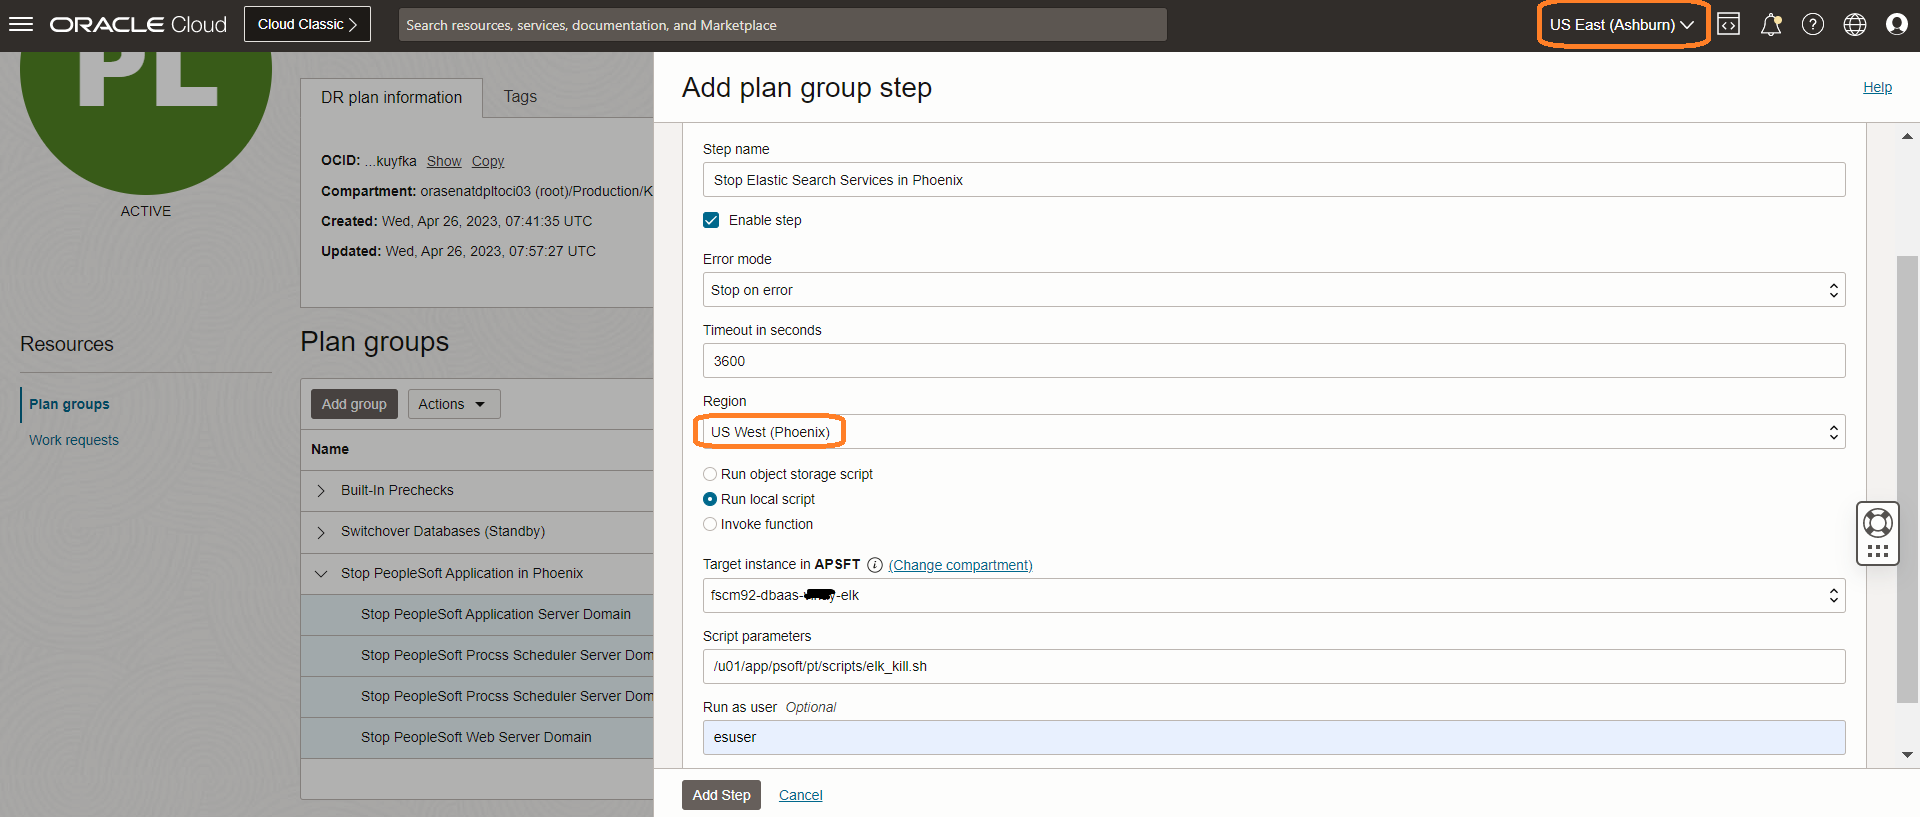 ORACLE Cloud
Cloud Classic
Search resources, services, documentation, and Marketplace
US East (Ashburn)
PL
ACTIVE
DR plan information
Tags
OCID: ...kuyfka Show Copy
Compartment: orasenatdpltoci03 (root)/Production/K
Created: Wed, Apr 26, 2023, 07:41:35 UTC
Updated: Wed, Apr 26, 2023, 07:57:27 UTC
Resources
Plan groups
Work requests
Plan groups
Add group
Actions
Name
Built-In Prechecks
Switchover Databases (Standby)
Stop PeopleSoft Application in Phoenix
Stop PeopleSoft Application Server Domain
Stop PeopleSoft Procss Scheduler Server Dom
Stop PeopleSoft Procss Scheduler Server Dom
Stop PeopleSoft Web Server Domain
Add plan group step
Help
Step name
Stop Elastic Search Services in Phoenix
Enable step
Error mode
Stop on error
Timeout in seconds
3600
Region
US West (Phoenix)
Run object storage script
Run local script
Invoke function
Target instance in APSFT (Change compartment)
fscm92-dbaas- -elk
Script parameters
/u01/app/psoft/pt/scripts/elk_kill.sh
Run as user Optional
esuser
Add Step
Cancel